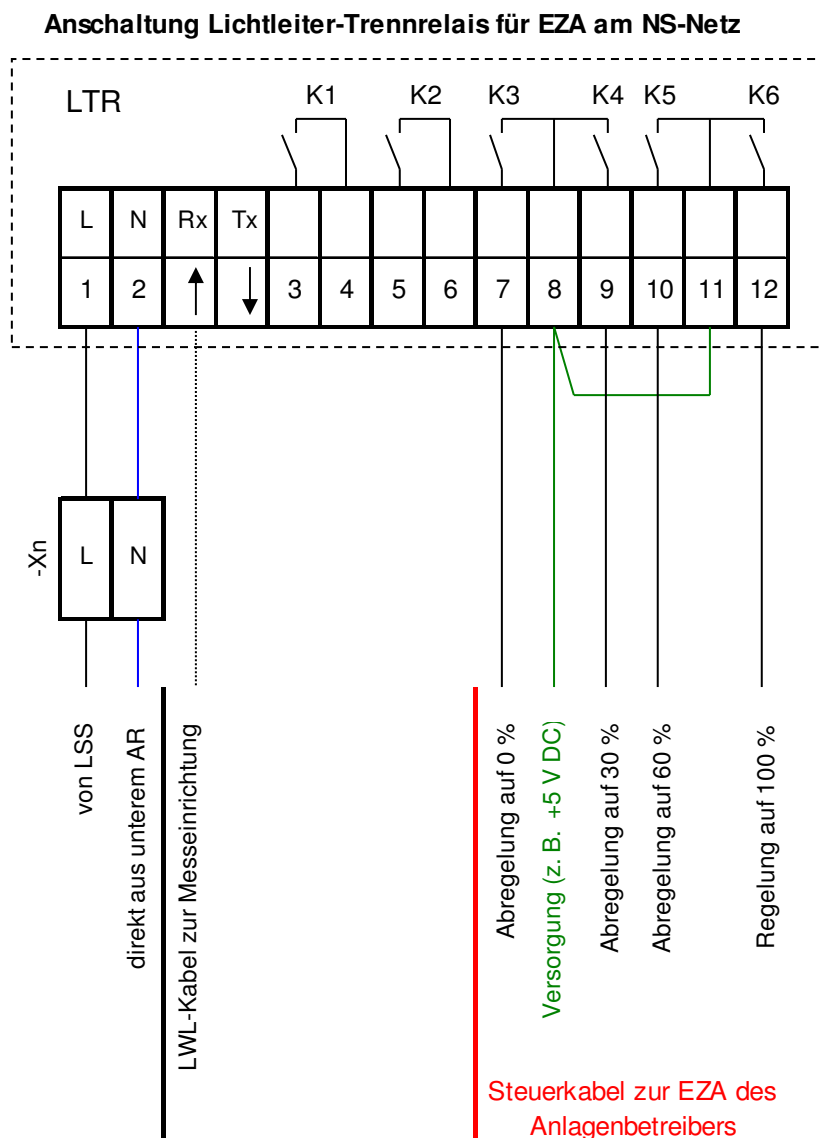 Anschaltung Lichtleiter-Trennrelais für EZA am NS-Netz
LTR
K1 K2 K3 K4 K5 K6
L N Rx Tx
1 2 3 4 5 6 7 8 9 10 11 12
-Xn
L N
von LSS
direkt aus unterem AR
LWL-Kabel zur Messeinrichtung
Abregelung auf 0 %
Versorgung (z. B. +5 V DC)
Abregelung auf 30 %
Abregelung auf 60 %
Regelung auf 100 %
Steuerkabel zur EZA des
Anlagenbetreibers